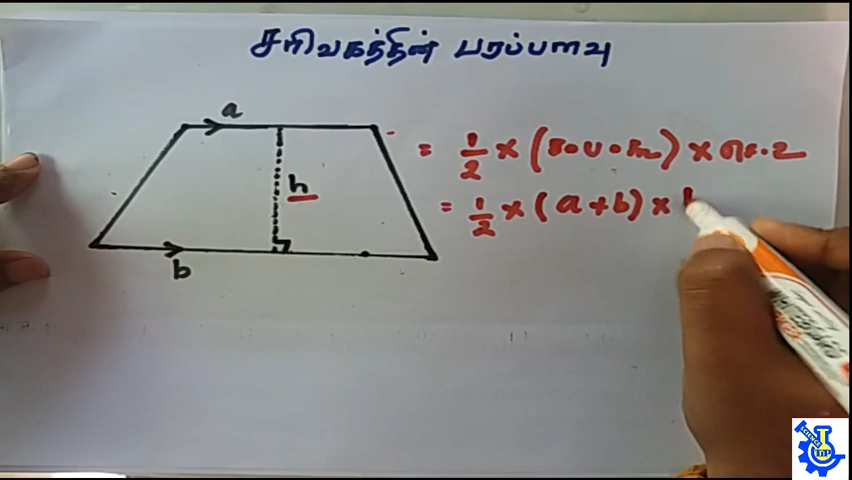 சரிவகத்தின் பரப்பளவு
a
= 1/2 × (
h
= 1/2 × (a + b) ×
b